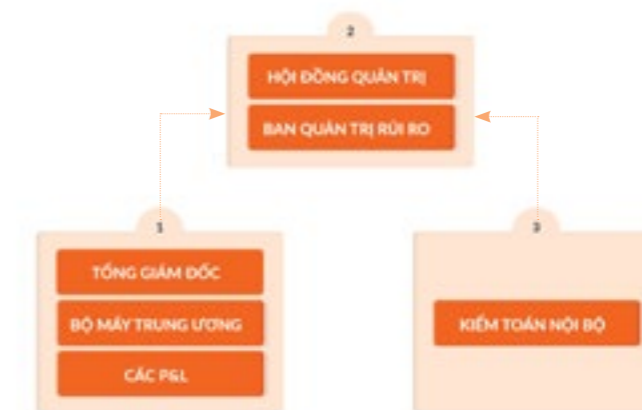 2
HỘI ĐỒNG QUẢN TRỊ
BAN QUẢN TRỊ RỦI RO
1
TỔNG GIÁM ĐỐC
BỘ MÁY TRUNG ƯƠNG
CÁC P&L
3
KIỂM TOÁN NỘI BỘ